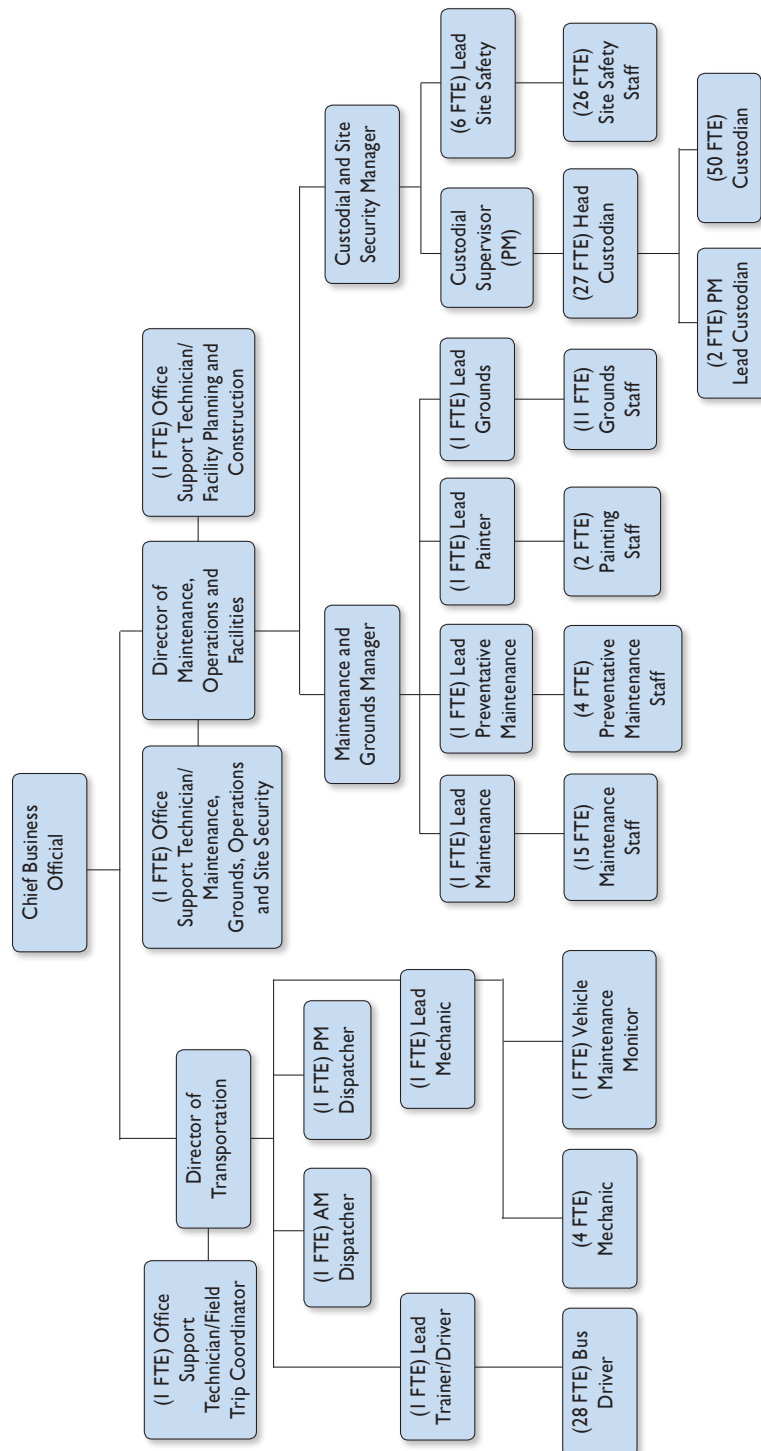 Chief Business
Official
Director of
Transportation
(1 FTE) Office
Support
Technician/Field
Trip Coordinator
(1 FTE) AM
Dispatcher
(1 FTE) PM
Dispatcher
(1 FTE) Lead
Trainer/Driver
(28 FTE) Bus
Driver
(1 FTE) Lead
Mechanic
(4 FTE)
Mechanic
(1 FTE) Vehicle
Maintenance
Monitor
(1 FTE) Office
Support Technician/
Maintenance,
Grounds, Operations
and Site Security
Director of
Maintenance,
Operations and
Facilities
(1 FTE) Office
Support Technician/
Facility Planning and
Construction
Maintenance and
Grounds Manager
(1 FTE) Lead
Maintenance
(15 FTE)
Maintenance
Staff
(1 FTE) Lead
Preventative
Maintenance
(4 FTE)
Preventative
Maintenance
Staff
(1 FTE) Lead
Painter
(2 FTE)
Painting
Staff
(1 FTE) Lead
Grounds
(11 FTE)
Grounds
Staff
Custodial and Site
Security Manager
Custodial
Supervisor
(PM)
(27 FTE) Head
Custodian
(2 FTE) PM
Lead Custodian
(50 FTE)
Custodian
(6 FTE) Lead
Site Safety
(26 FTE)
Site Safety
Staff